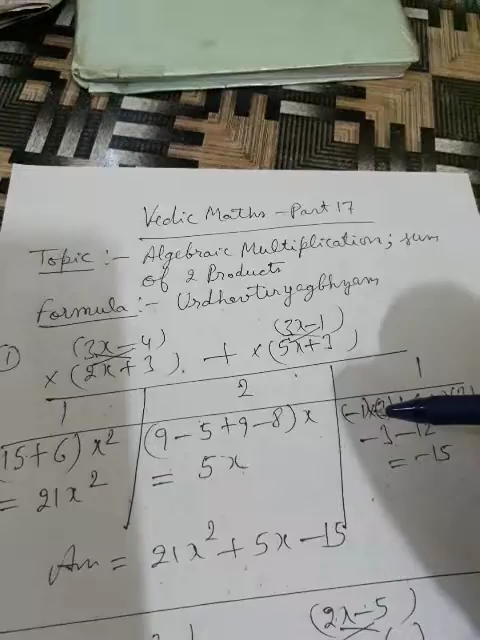 Vedic Maths - Part 17
Topic :- Algebraic Multiplication; sum
of 2 Products
Formula :- Urdhvatiryagbhyam
① (3x-4) + (3x-1)
×(2x+3) ×(5x+3)
1 2 1
15+6)x² (9-5+9-8)x
= 21x² = 5x -3-12
= -15
Ans = 21x² + 5x - 15
(2x-5)